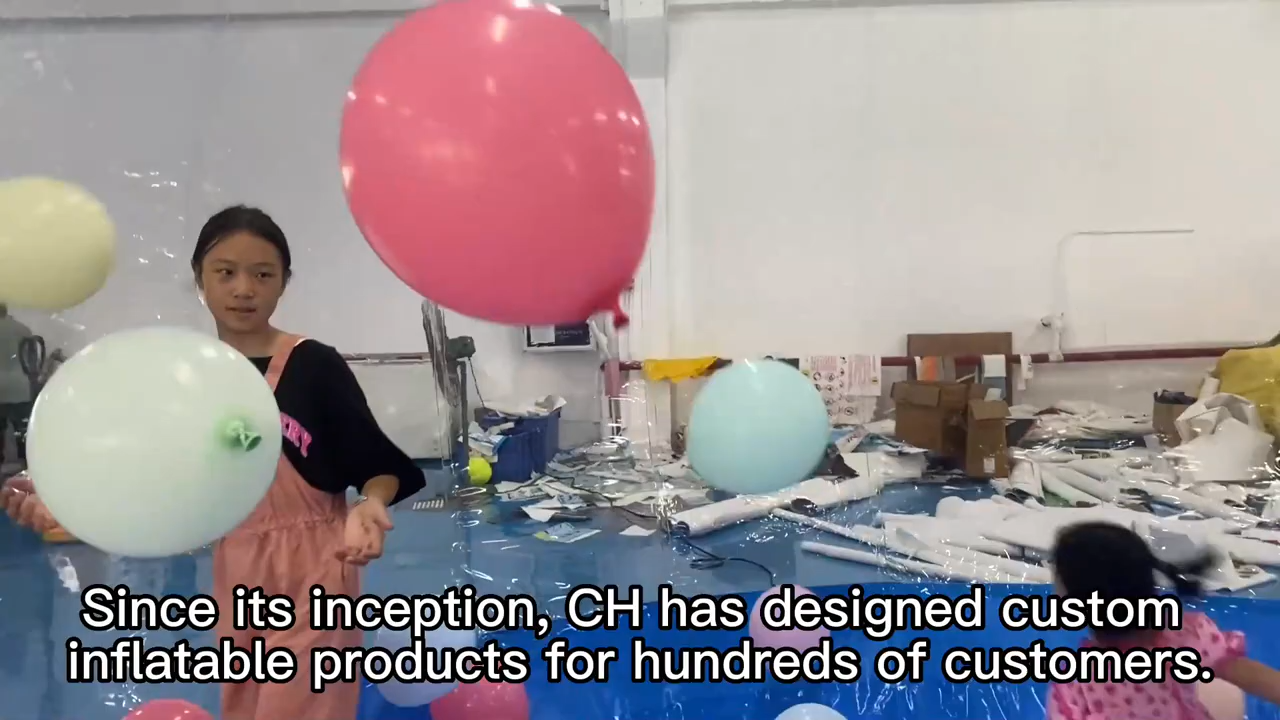 Since its inception, CH has designed custom
inflatable products for hundreds of customers.